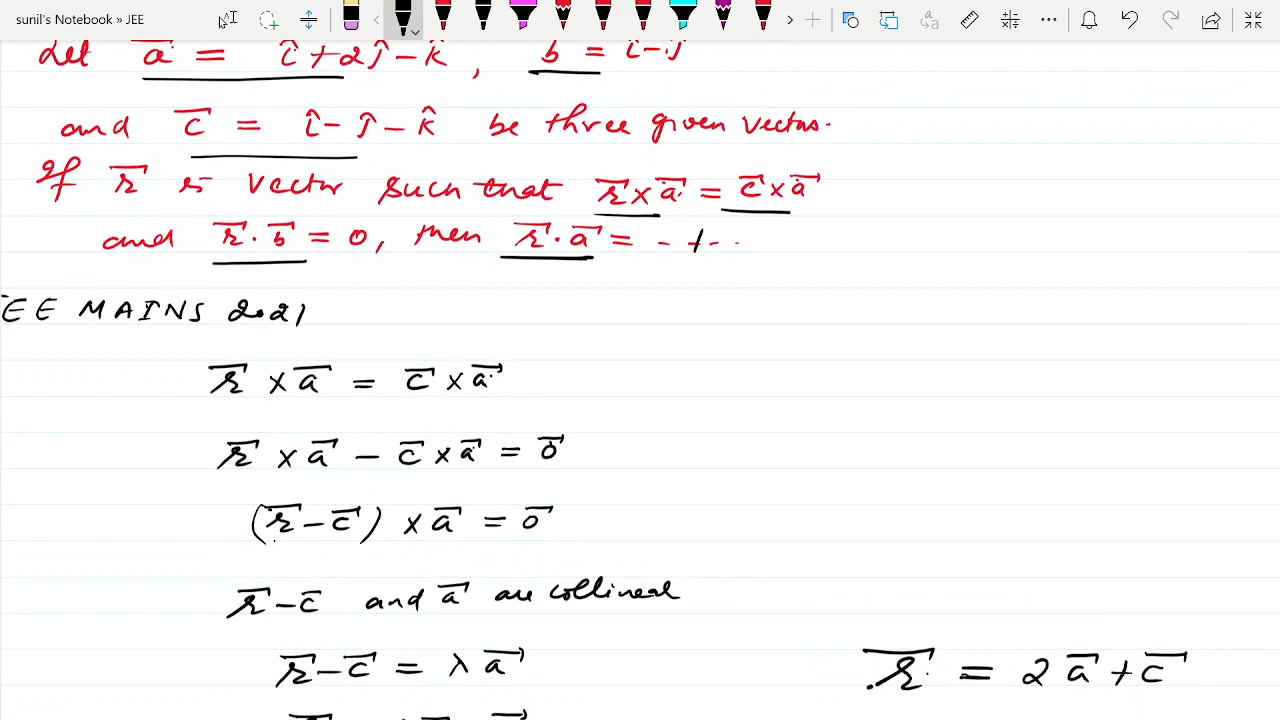 sunil's Notebook » JEE
Let a⃗ = î+2ĵ-k̂, b⃗ = î-ĵ
and c⃗ = î-ĵ-k̂ be three given vectors.
If r⃗ is vector such that r⃗×a⃗ = c⃗×a⃗
and r⃗.b⃗ = 0, then r⃗.a⃗ = - - - -
EE MAINS 2021
r⃗ × a⃗ = c⃗ × a⃗
r⃗ × a⃗ - c⃗ × a⃗ = 0⃗
(r⃗-c⃗) × a⃗ = 0⃗
r⃗-c⃗ and a⃗ are collinear
r⃗-c⃗ = λ a⃗
r⃗ = 2a⃗+c⃗